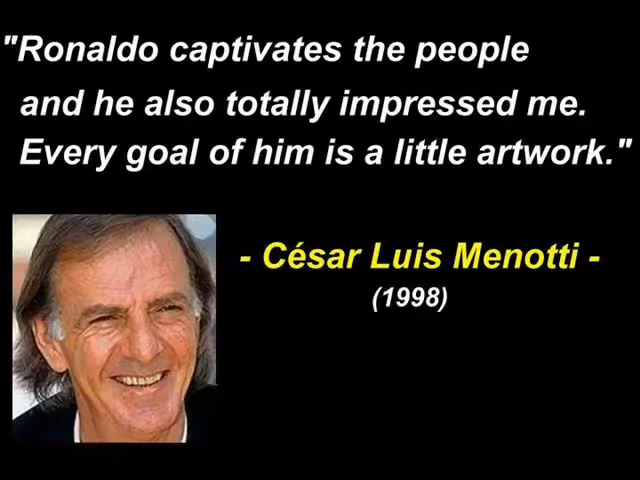 "Ronaldo captivates the people
and he also totally impressed me.
Every goal of him is a little artwork."
- César Luis Menotti -
(1998)